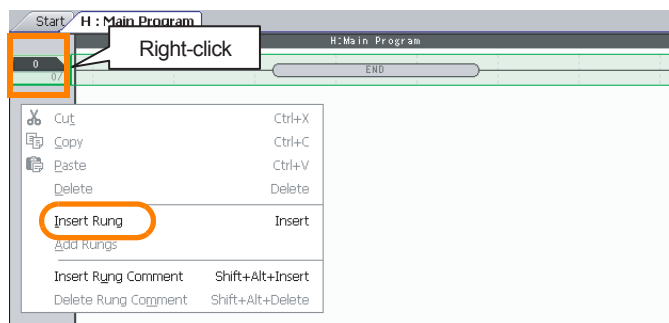 Start H : Main Program
Right-click
H:Main Program
0
07
END
Cut Ctrl+X
Copy Ctrl+C
Paste Ctrl+V
Delete Delete
Insert Rung Insert
Add Rungs
Insert Rung Comment Shift+Alt+Insert
Delete Rung Comment Shift+Alt+Delete